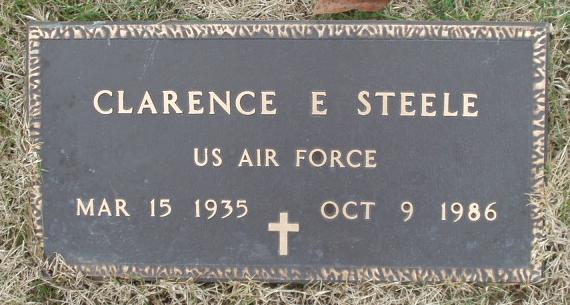 CLARENCE E STEELE
US AIR FORCE
MAR 15 1935 OCT 9 1986